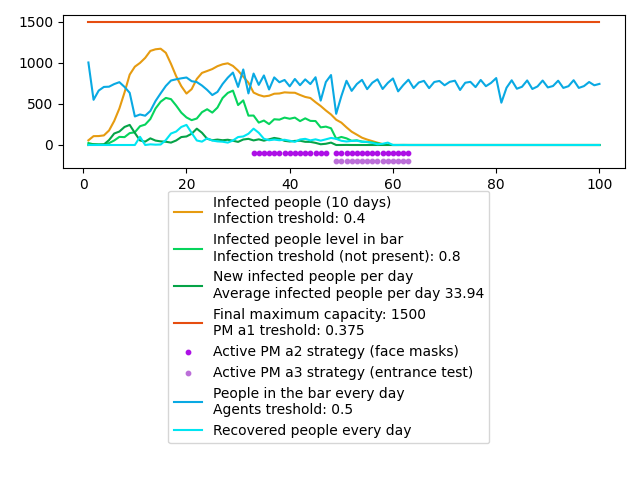 1500
1000
500
0
0
20
40
60
80
100
Infected people (10 days)
Infection treshold: 0.4
Infected people level in bar
Infection treshold (not present): 0.8
New infected people per day
Average infected people per day 33.94
Final maximum capacity: 1500
PM a1 treshold: 0.375
Active PM a2 strategy (face masks)
Active PM a3 strategy (entrance test)
People in the bar every day
Agents treshold: 0.5
Recovered people every day